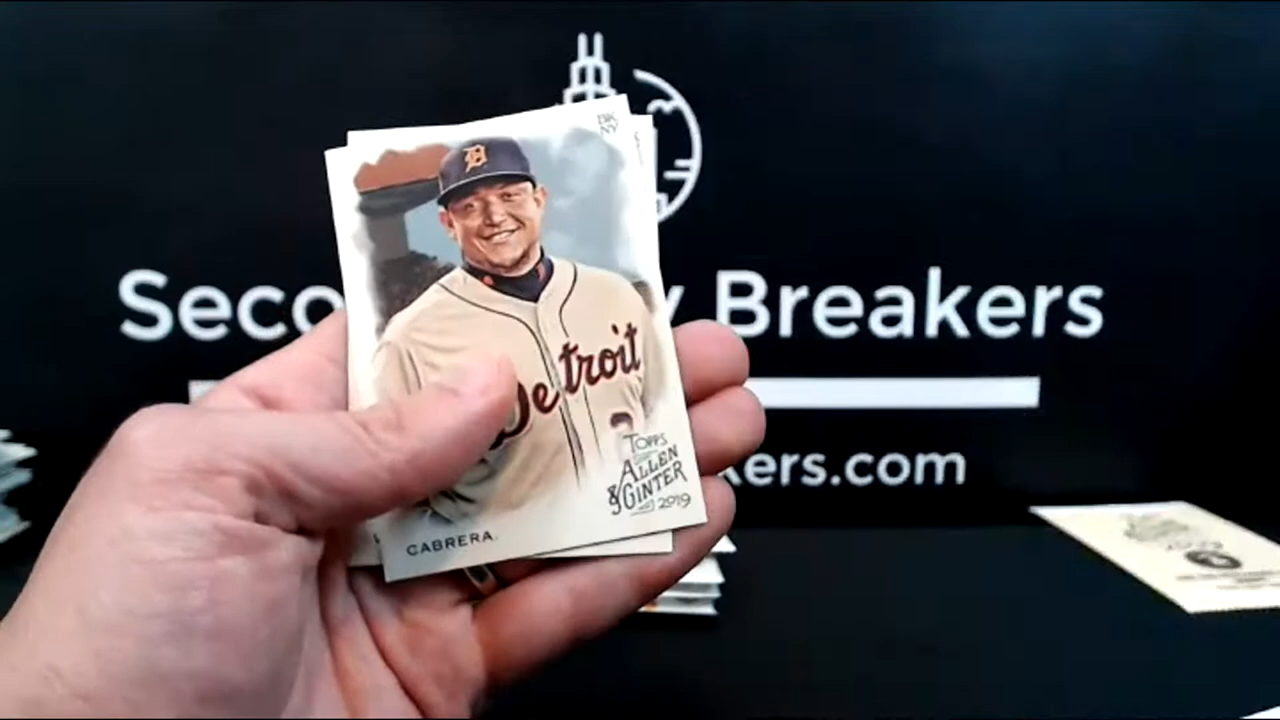 Seco y Breakers
kers.com
D
Detroit
TOPPS
ALLEN
& GINTER
2019
CABRERA